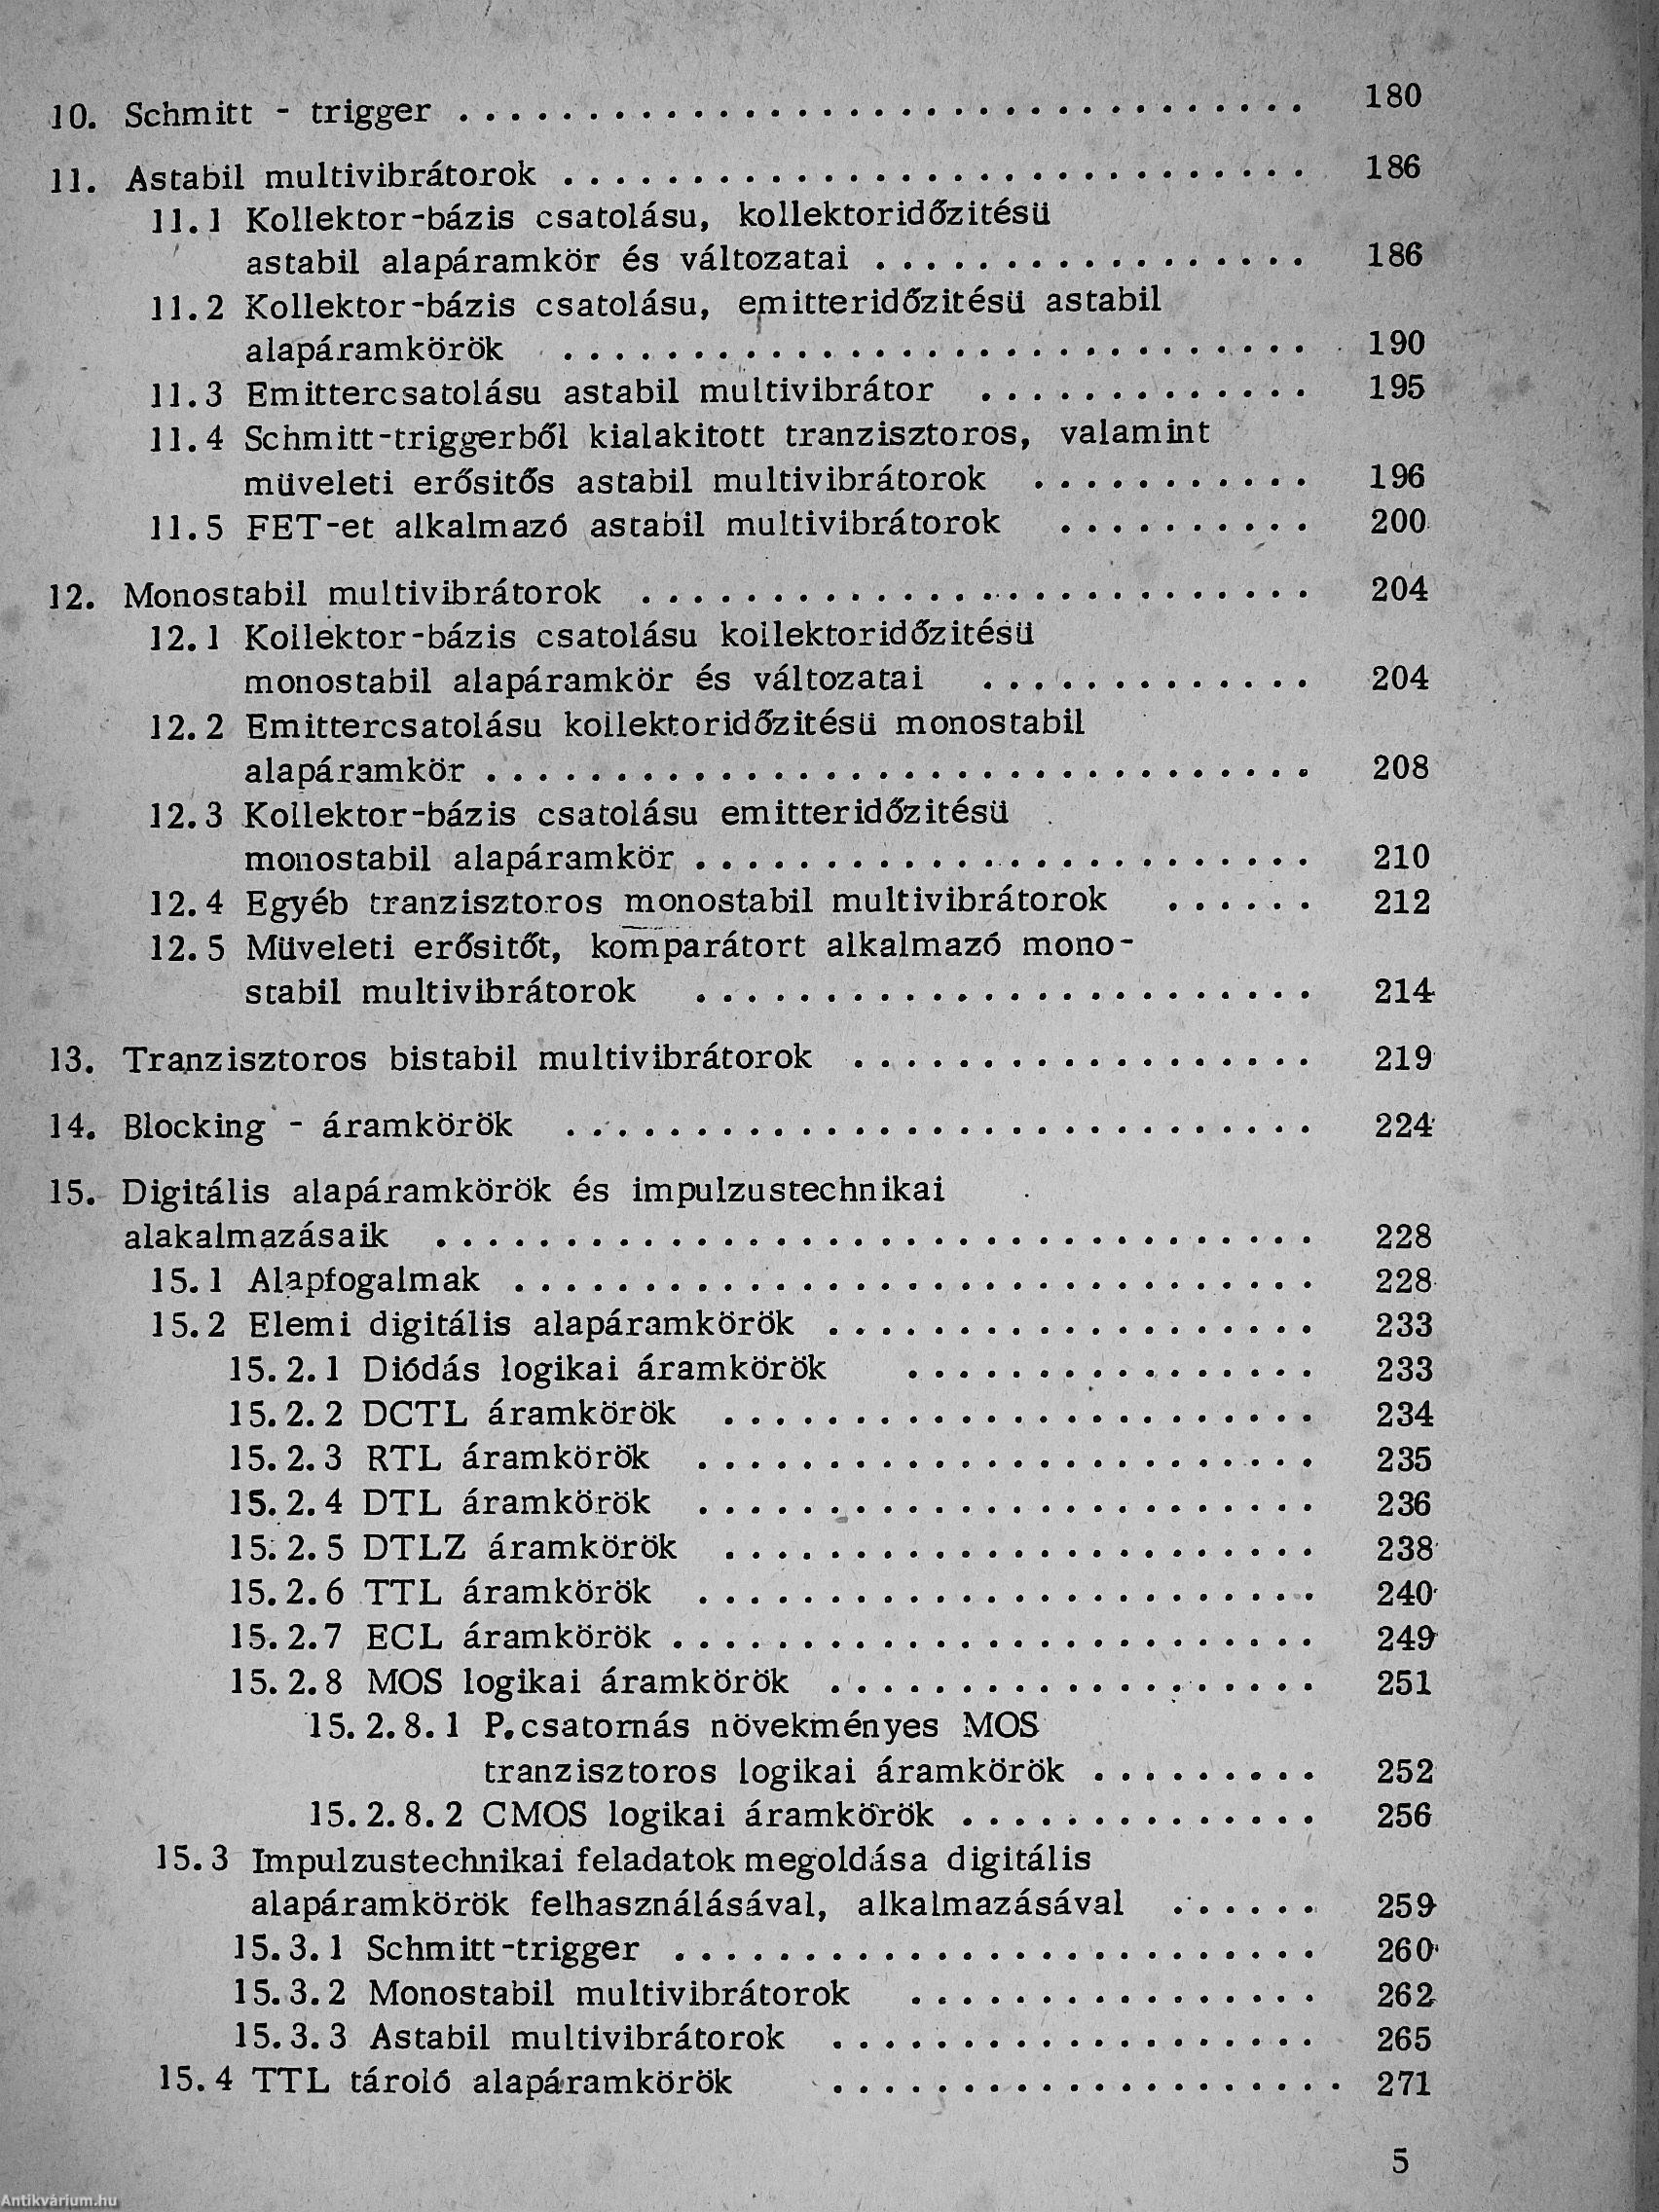 10. Schmitt - trigger . . . . . . . . . . . . . . . . . . . . . . . . . . . . . . . . . 180
11. Astabil multivibrátorok . . . . . . . . . . . . . . . . . . . . . . . . . . . . . 186
11.1 Kollektor-bázis csatolásu, kollektoridőzitésü
astabil alapáramkör és változatai . . . . . . . . . . . . . . . . . 186
11.2 Kollektor-bázis csatolásu, emitteridőzitésü astabil
alapáramkörök . . . . . . . . . . . . . . . . . . . . . . . . . . . . . 190
11.3 Emittercsatolásu astabil multivibrátor . . . . . . . . . . . . . 195
11.4 Schmitt-triggerből kialakitott tranzisztoros, valamint
müveleti erősitős astabil multivibrátorok . . . . . . . . . . . 196
11.5 FET-et alkalmazó astabil multivibrátorok . . . . . . . . . . 200
12. Monostabil multivibrátorok . . . . . . . . . . . . . . . . . . . . . . . . . . 204
12.1 Kollektor-bázis csatolásu kollektoridőzitésü
monostabil alapáramkör és változatai . . . . . . . . . . . . . 204
12.2 Emittercsatolásu kollektoridőzitésü monostabil
alapáramkör . . . . . . . . . . . . . . . . . . . . . . . . . . . . . . . . 208
12.3 Kollektor-bázis csatolásu emitteridőzitésü
monostabil alapáramkör . . . . . . . . . . . . . . . . . . . . . . . . 210
12.4 Egyéb tranzisztoros monostabil multivibrátorok . . . . . . 212
12.5 Müveleti erősitőt, komparátort alkalmazó mono-
stabil multivibrátorok . . . . . . . . . . . . . . . . . . . . . . . . 214
13. Tranzisztoros bistabil multivibrátorok . . . . . . . . . . . . . . . . . . 219
14. Blocking - áramkörök . . . . . . . . . . . . . . . . . . . . . . . . . . . . . 224
15. Digitális alapáramkörök és impulzustechnikai
alakalmazásaik . . . . . . . . . . . . . . . . . . . . . . . . . . . . . . . . . . 228
15.1 Alapfogalmak . . . . . . . . . . . . . . . . . . . . . . . . . . . . . . . 228
15.2 Elemi digitális alapáramkörök . . . . . . . . . . . . . . . . . . . 233
15.2.1 Diódás logikai áramkörök . . . . . . . . . . . . . . . . 233
15.2.2 DCTL áramkörök . . . . . . . . . . . . . . . . . . . . . . . 234
15.2.3 RTL áramkörök . . . . . . . . . . . . . . . . . . . . . . . . 235
15.2.4 DTL áramkörök . . . . . . . . . . . . . . . . . . . . . . . . 236
15.2.5 DTLZ áramkörök . . . . . . . . . . . . . . . . . . . . . . . 238
15.2.6 TTL áramkörök . . . . . . . . . . . . . . . . . . . . . . . . 240
15.2.7 ECL áramkörök . . . . . . . . . . . . . . . . . . . . . . . . . 249
15.2.8 MOS logikai áramkörök . . . . . . . . . . . . . . . . . . . 251
15.2.8.1 P.csatornás növekményes MOS
tranzisztoros logikai áramkörök . . . . . . . . . 252
15.2.8.2 CMOS logikai áramkörök . . . . . . . . . . . . . . 256
15.3 Impulzustechnikai feladatok megoldása digitális
alapáramkörök felhasználásával, alkalmazásával . . . . . . 259
15.3.1 Schmitt-trigger . . . . . . . . . . . . . . . . . . . . . . . . . 260
15.3.2 Monostabil multivibrátorok . . . . . . . . . . . . . . . . 262
15.3.3 Astabil multivibrátorok . . . . . . . . . . . . . . . . . . . 265
15.4 TTL tároló alapáramkörök . . . . . . . . . . . . . . . . . . . . 271
5
Antikvárium.hu